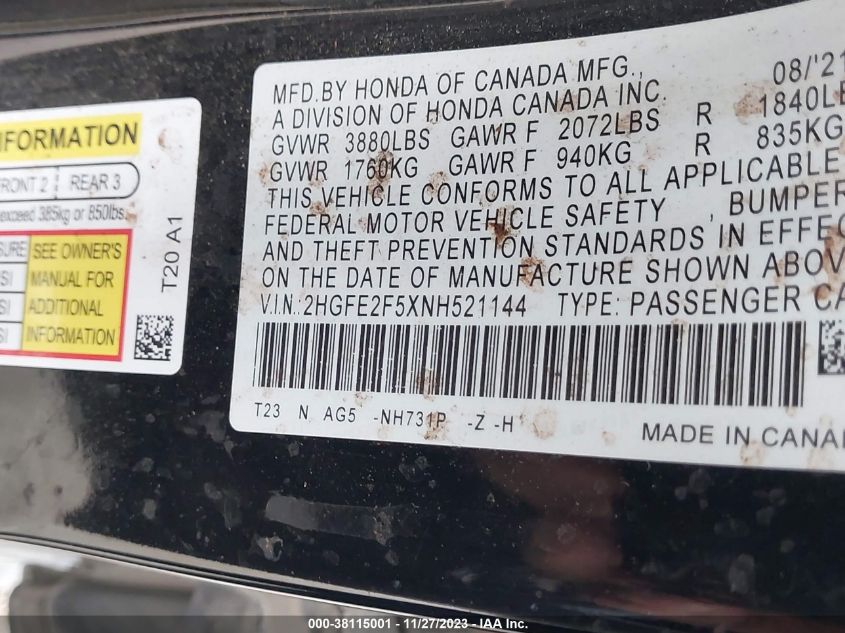 INFORMATION
FRONT 2 REAR 3
exceed 385kg or 850lbs.
SEE OWNER'S
MANUAL FOR
ADDITIONAL
INFORMATION
T20 A1
MFD.BY HONDA OF CANADA MFG., 08/'21
A DIVISION OF HONDA CANADA INC.
GVWR 3880LBS GAWR F 2072LBS R 1840LB
GVWR 1760KG GAWR F 940KG R 835KG
THIS VEHICLE CONFORMS TO ALL APPLICABLE
FEDERAL MOTOR VEHICLE SAFETY , BUMPER
AND THEFT PREVENTION STANDARDS IN EFFEC
ON THE DATE OF MANUFACTURE SHOWN ABOV
V.I.N.: 2HGFE2F5XNH521144 TYPE: PASSENGER CA
T23 N AG5 -NH731P -Z -H
MADE IN CANA
000-38115001 - 11/27/2023 - IAA Inc.